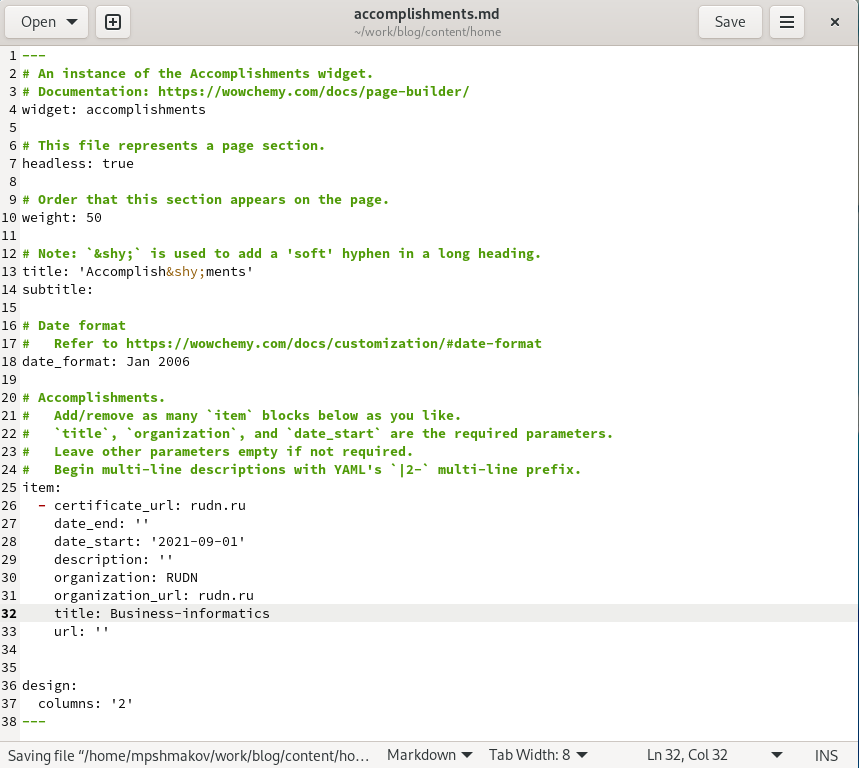 Open
accomplishments.md
~/work/blog/content/home
Save
1 ---
2 # An instance of the Accomplishments widget.
3 # Documentation: https://wowchemy.com/docs/page-builder/
4 widget: accomplishments
5
6 # This file represents a page section.
7 headless: true
8
9 # Order that this section appears on the page.
10 weight: 50
11
12 # Note: `&shy;` is used to add a 'soft' hyphen in a long heading.
13 title: 'Accomplish&shy;ments'
14 subtitle:
15
16 # Date format
17 #   Refer to https://wowchemy.com/docs/customization/#date-format
18 date_format: Jan 2006
19
20 # Accomplishments.
21 #   Add/remove as many `item` blocks below as you like.
22 #   `title`, `organization`, and `date_start` are the required parameters.
23 #   Leave other parameters empty if not required.
24 #   Begin multi-line descriptions with YAML's `|2-` multi-line prefix.
25 item:
26   - certificate_url: rudn.ru
27     date_end: ''
28     date_start: '2021-09-01'
29     description: ''
30     organization: RUDN
31     organization_url: rudn.ru
32     title: Business-informatics
33     url: ''
34
35
36 design:
37   columns: '2'
38 ---
Saving file “/home/mpshmakov/work/blog/content/ho… Markdown Tab Width: 8 Ln 32, Col 32 INS